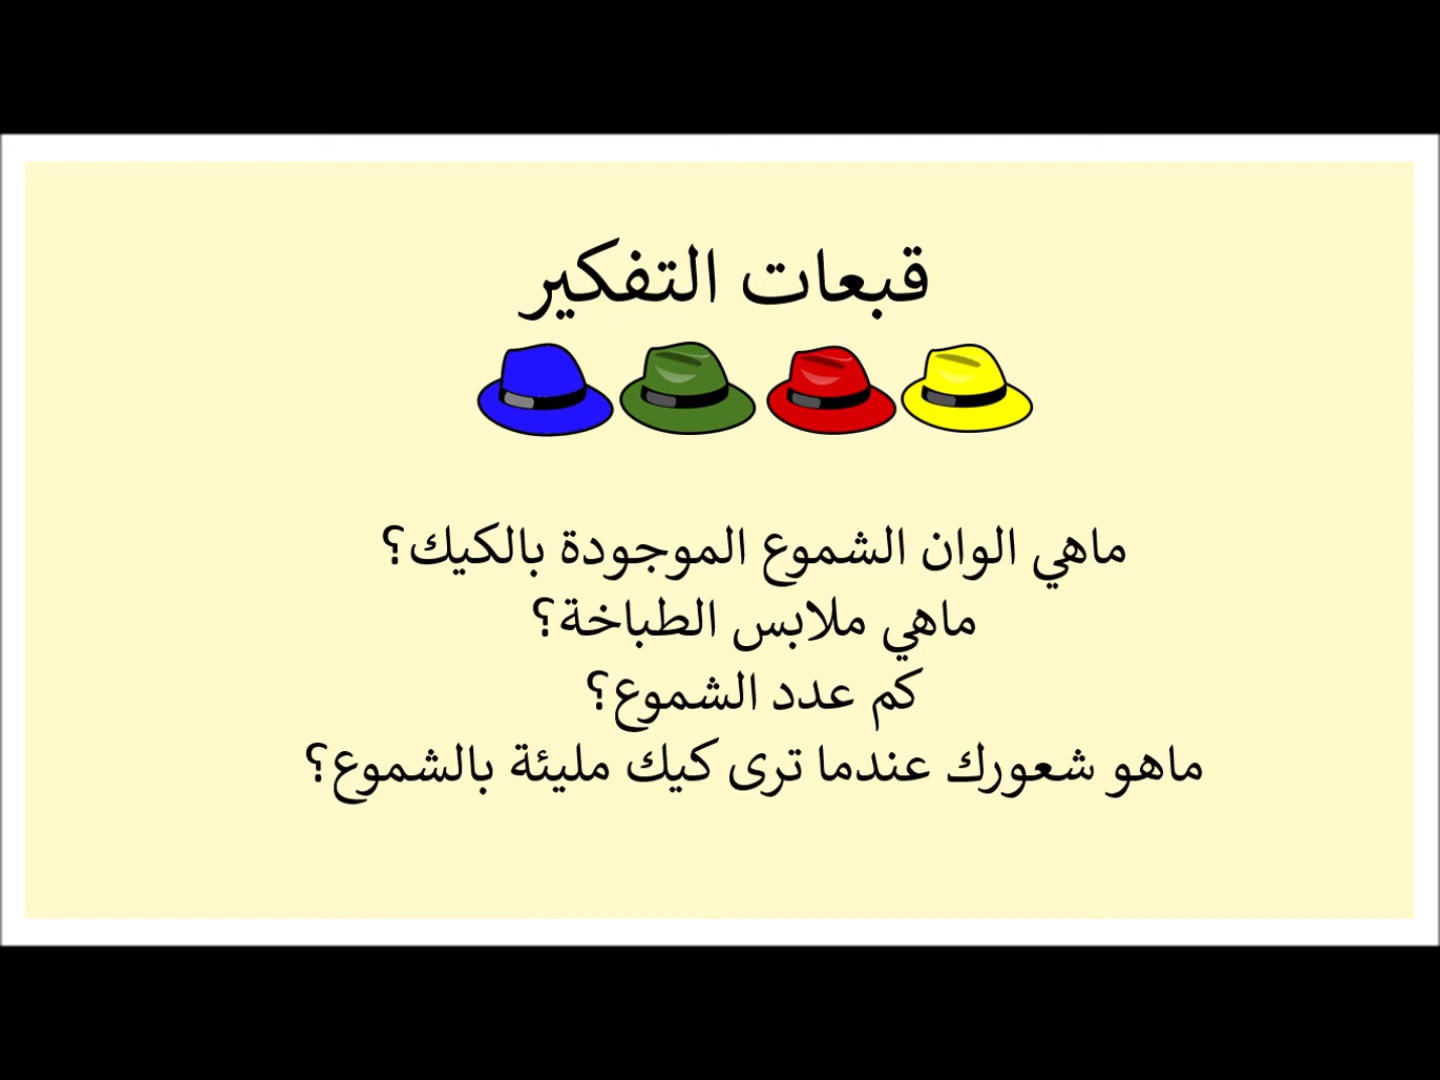 قبعات التفكير
ماهي الوان الشموع الموجودة بالكيك؟
ماهي ملابس الطباخة؟
كم عدد الشموع؟
ماهو شعورك عندما ترى كيك مليئة بالشموع؟